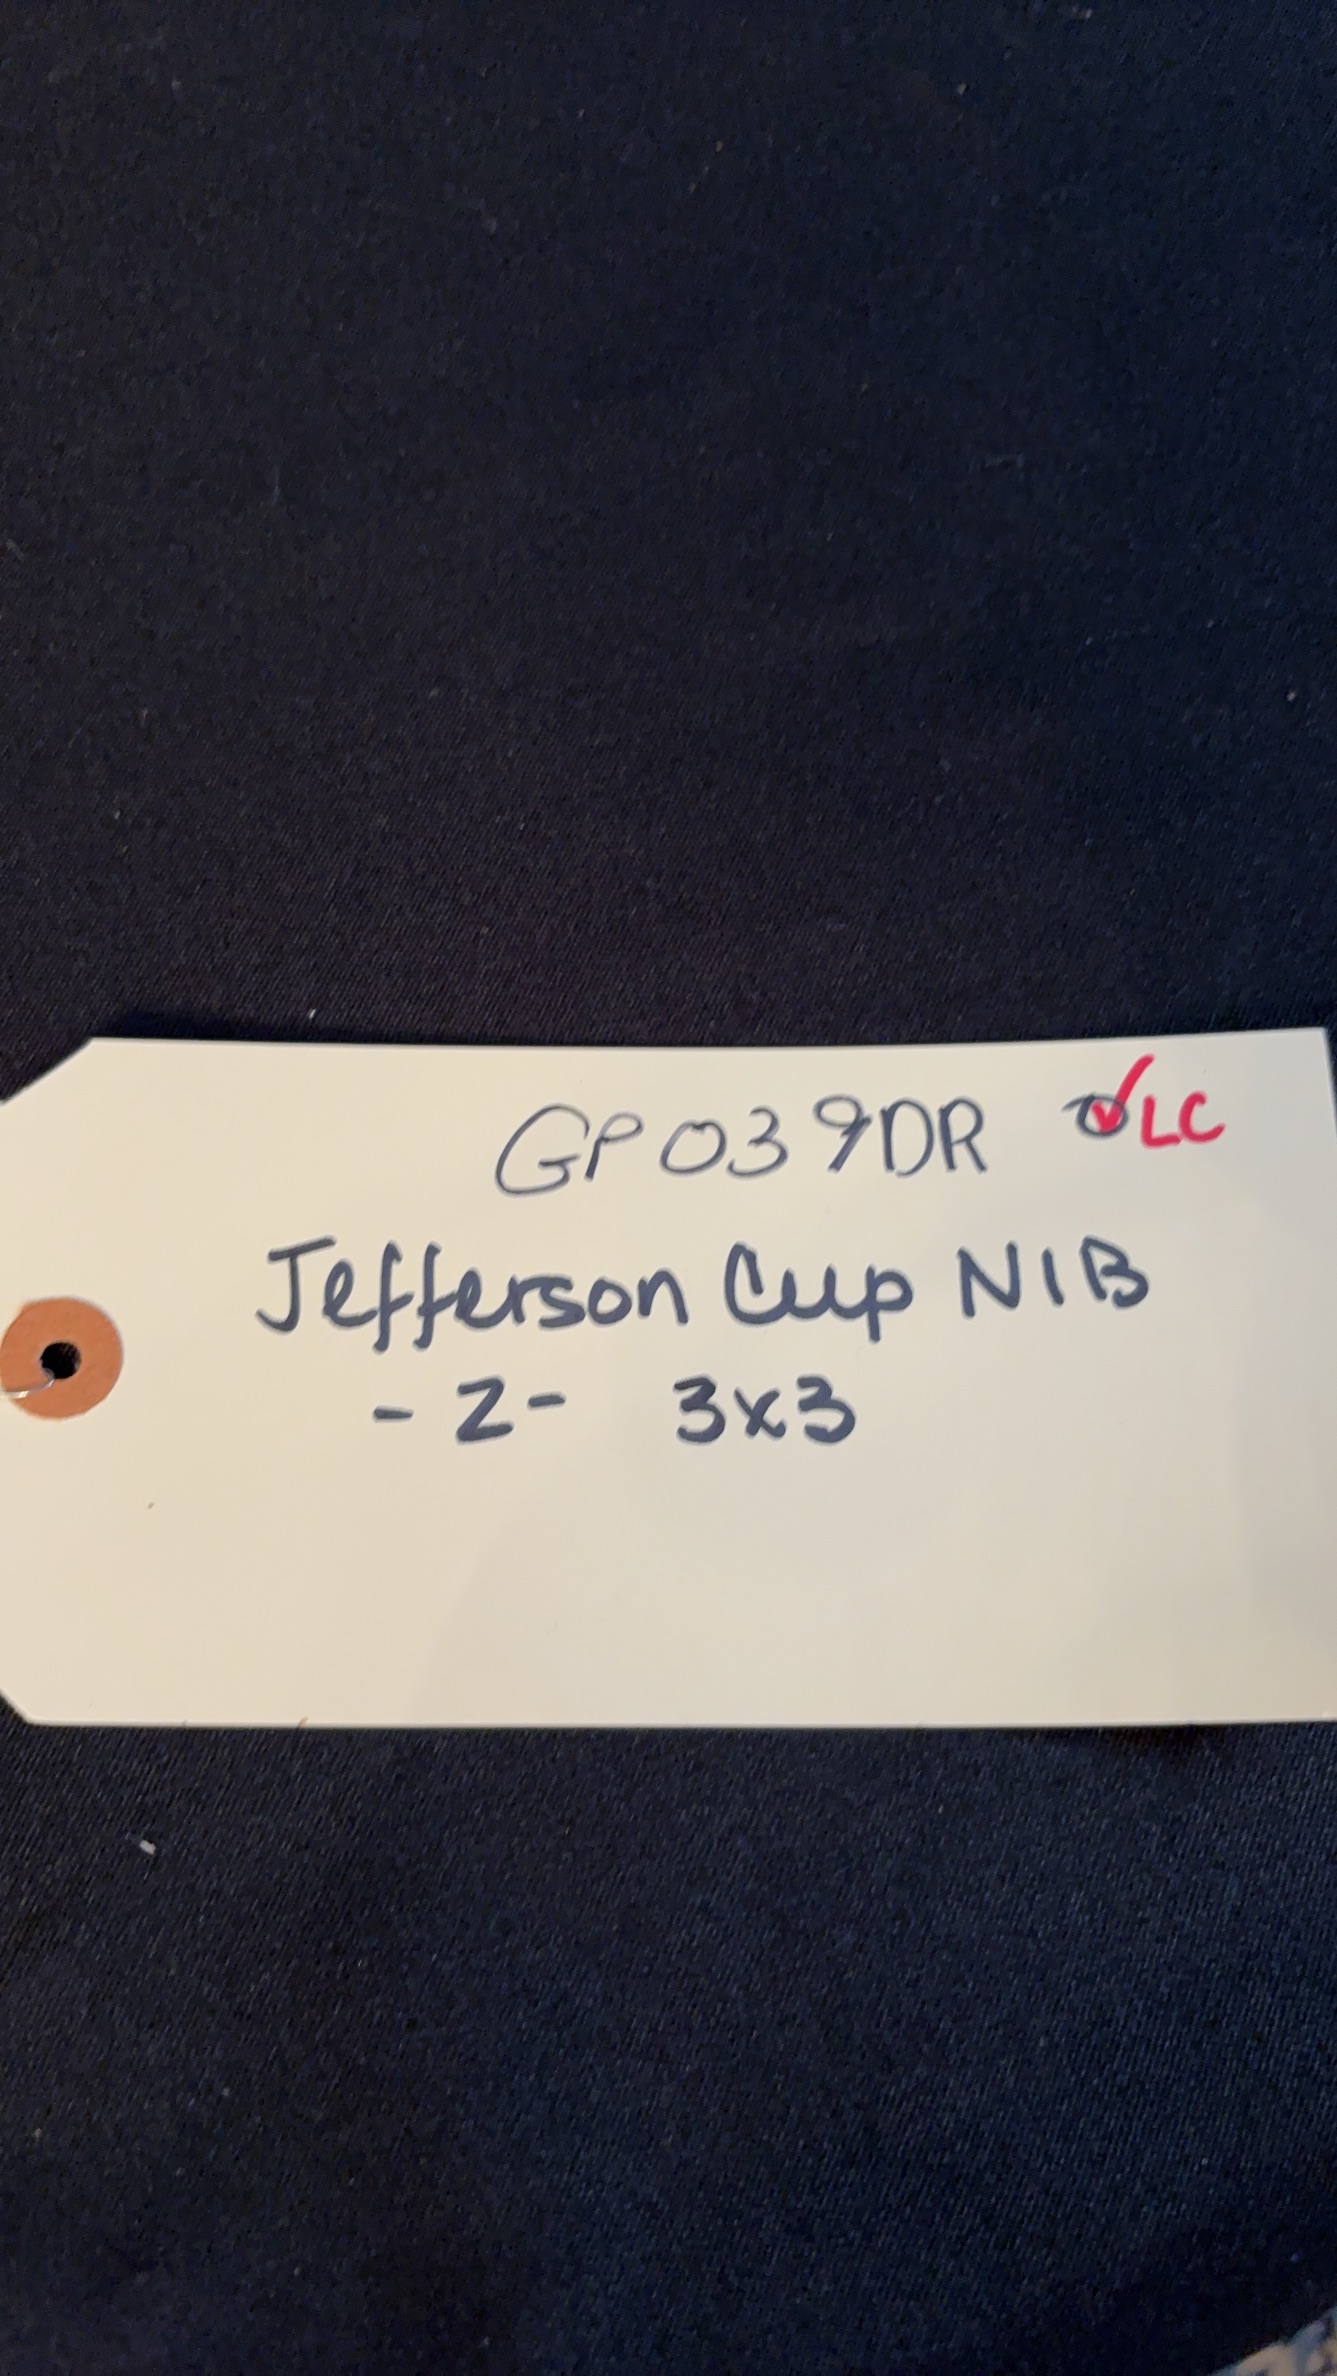 GP039DR ✓LC
Jefferson Cup NIB
- 2 - 3x3